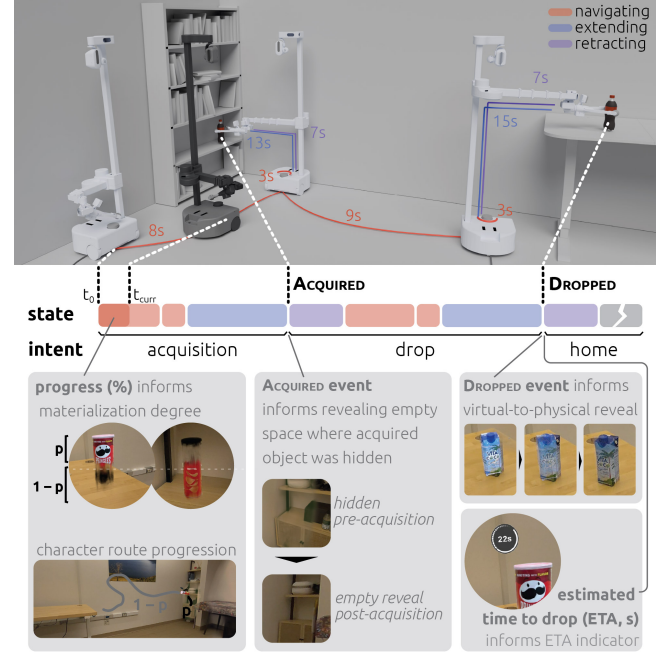 navigating
extending
retracting
7s
15s
13s
7s
3s
9s
3s
8s
t0
tcurr
ACQUIRED
DROPPED
state
intent
acquisition
drop
home
progress (%) informs
materialization degree
p
1 – p
character route progression
1 – p
p
ACQUIRED event
informs revealing empty
space where acquired
object was hidden
hidden
pre-acquisition
empty reveal
post-acquisition
DROPPED event informs
virtual-to-physical reveal
22s
estimated
time to drop (ETA, s)
informs ETA indicator